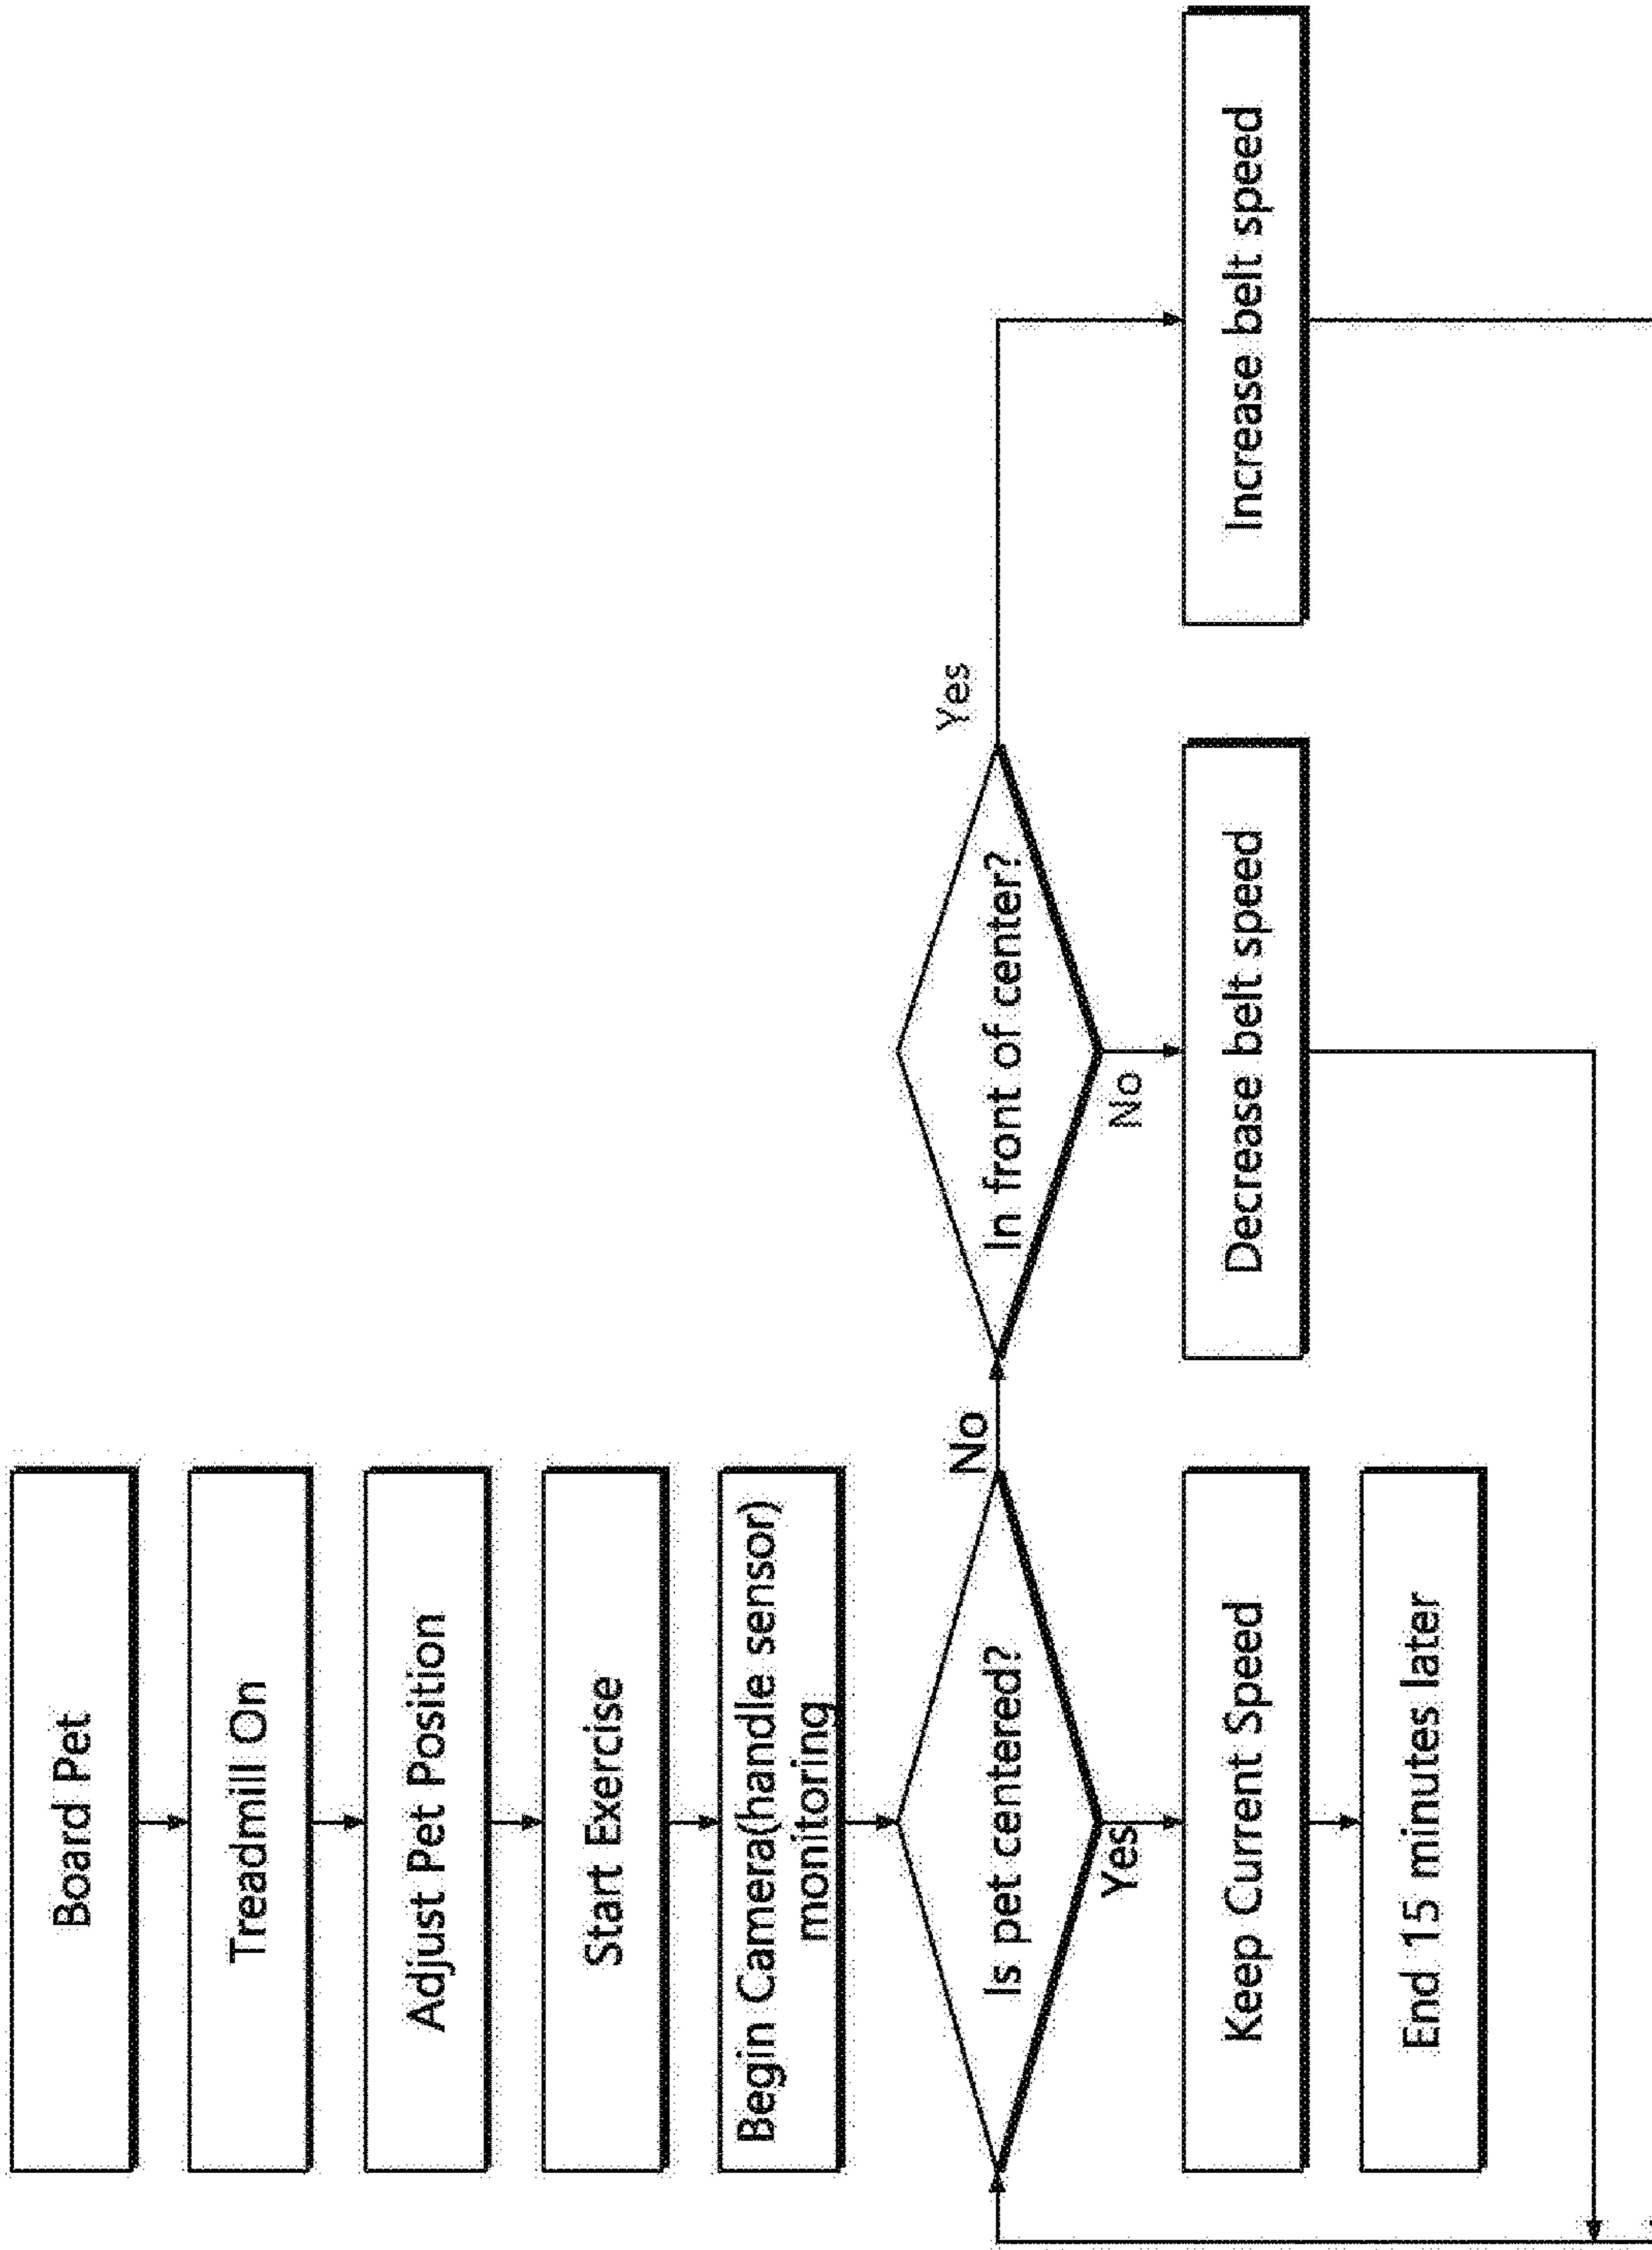 Board Pet
Treadmill On
Adjust Pet Position
Start Exercise
Begin Camera(handle sensor)
monitoring
Is pet centered?
No
In front of center?
Yes
Yes
No
Keep Current Speed
Decrease belt speed
Increase belt speed
End 15 minutes later